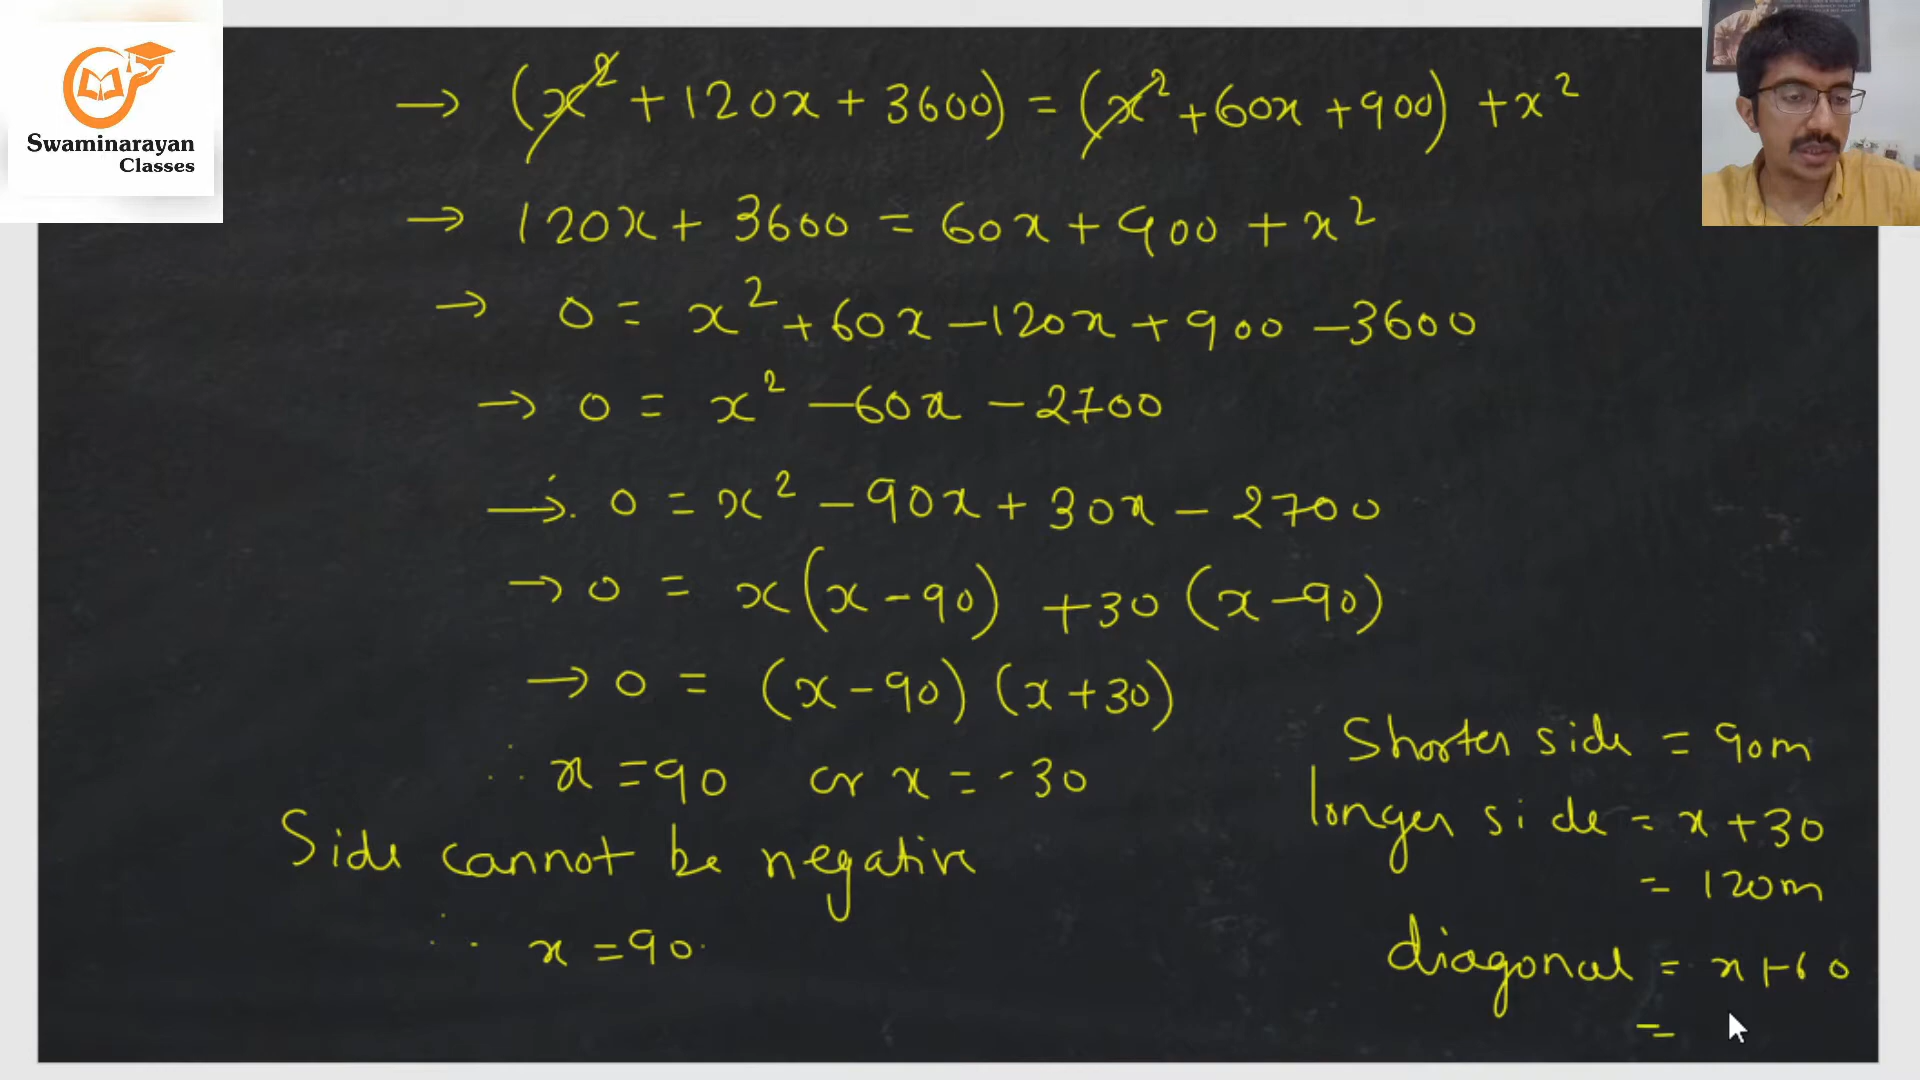 Swaminarayan
Classes
→ (x² + 120x + 3600) = (x² + 60x + 900) + x²
→ 120x + 3600 = 60x + 900 + x²
→ 0 = x² + 60x - 120x + 900 - 3600
→ 0 = x² - 60x - 2700
→ 0 = x² - 90x + 30x - 2700
→ 0 = x(x - 90) + 30(x - 90)
→ 0 = (x - 90)(x + 30)
∴ x = 90 or x = -30
Side cannot be negative
∴ x = 90
Shorter side = 90m
longer side = x + 30
= 120m
diagonal = x + 60
=